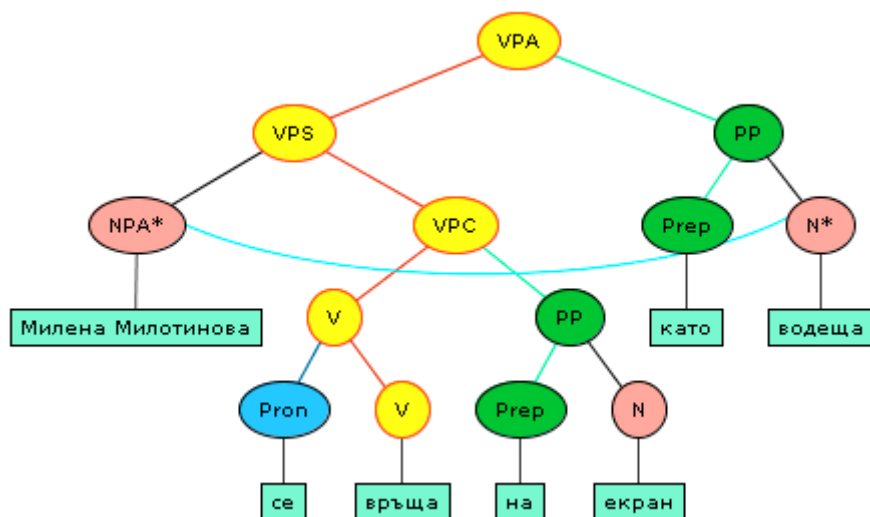 VPA
VPS PP
NPA* VPC Prep N*
Милена Милотинова V PP като водеща
Pron V Prep N
се връща на екран